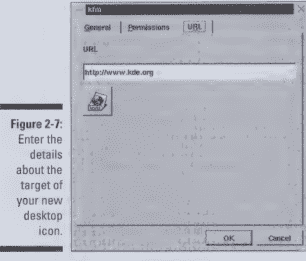 kfm
General Permissions URL
URL
http://www.kde.org
OK Cancel
Figure 2-7:
Enter the
details
about the
target of
your new
desktop
icon.